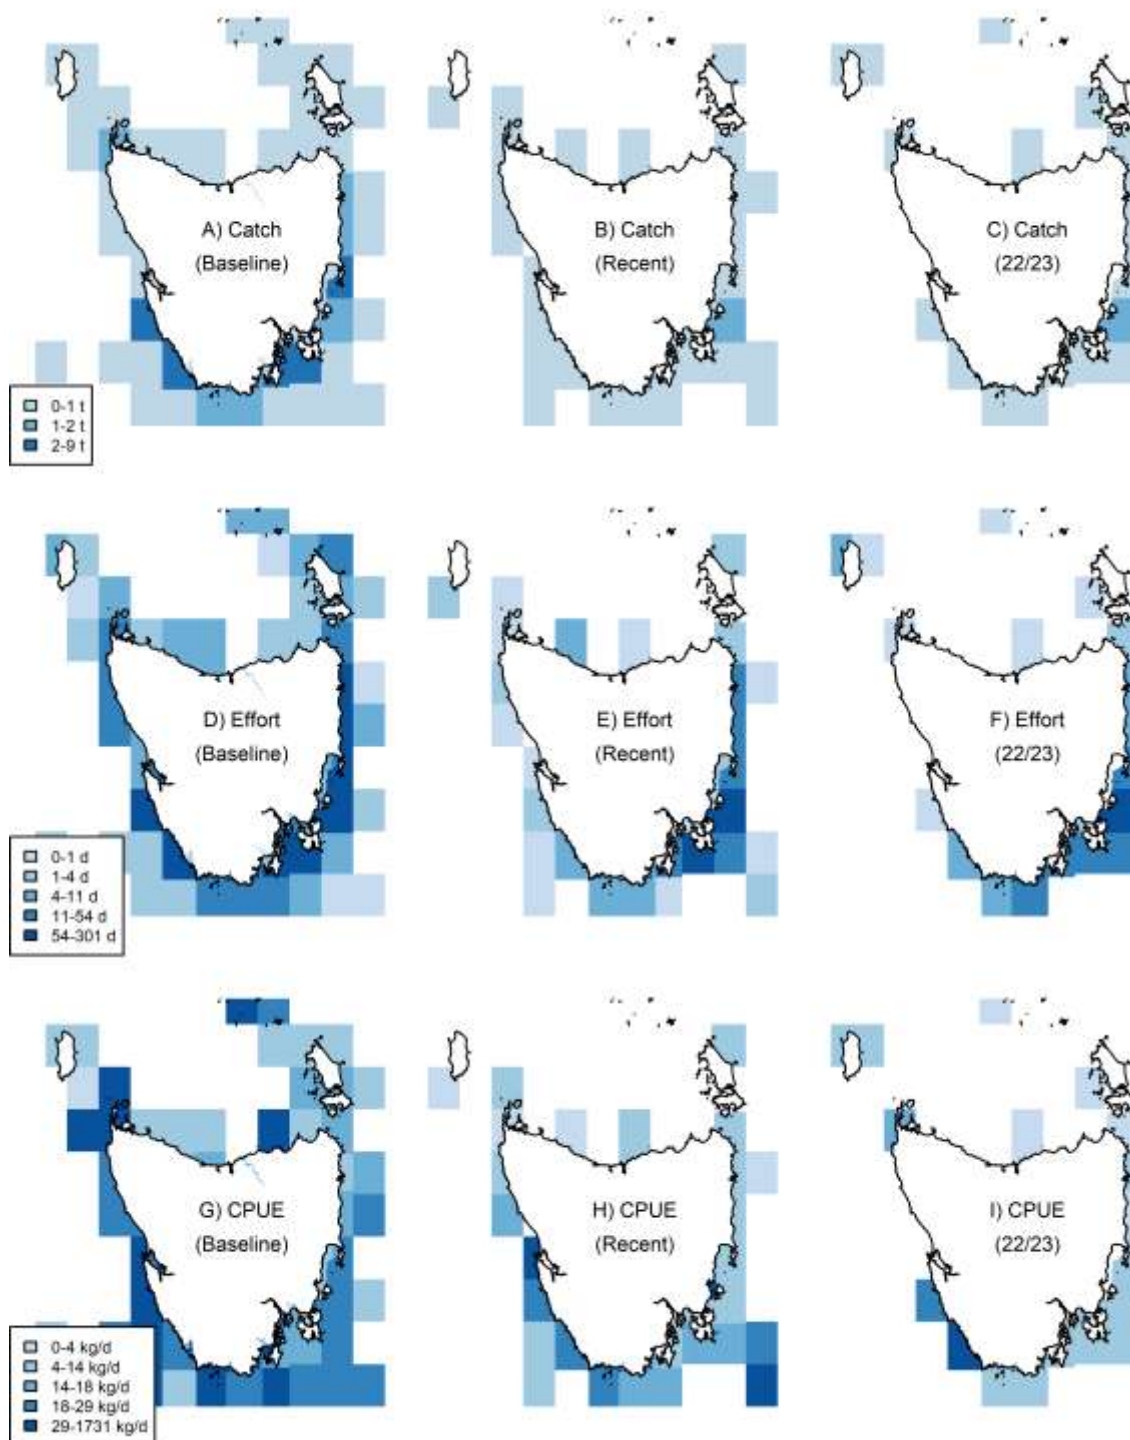 A) Catch
(Baseline)
B) Catch
(Recent)
C) Catch
(22/23)
0-1 t
1-2 t
2-9 t
D) Effort
(Baseline)
E) Effort
(Recent)
F) Effort
(22/23)
0-1 d
1-4 d
4-11 d
11-54 d
54-301 d
G) CPUE
(Baseline)
H) CPUE
(Recent)
I) CPUE
(22/23)
0-4 kg/d
4-14 kg/d
14-18 kg/d
18-29 kg/d
29-1731 kg/d